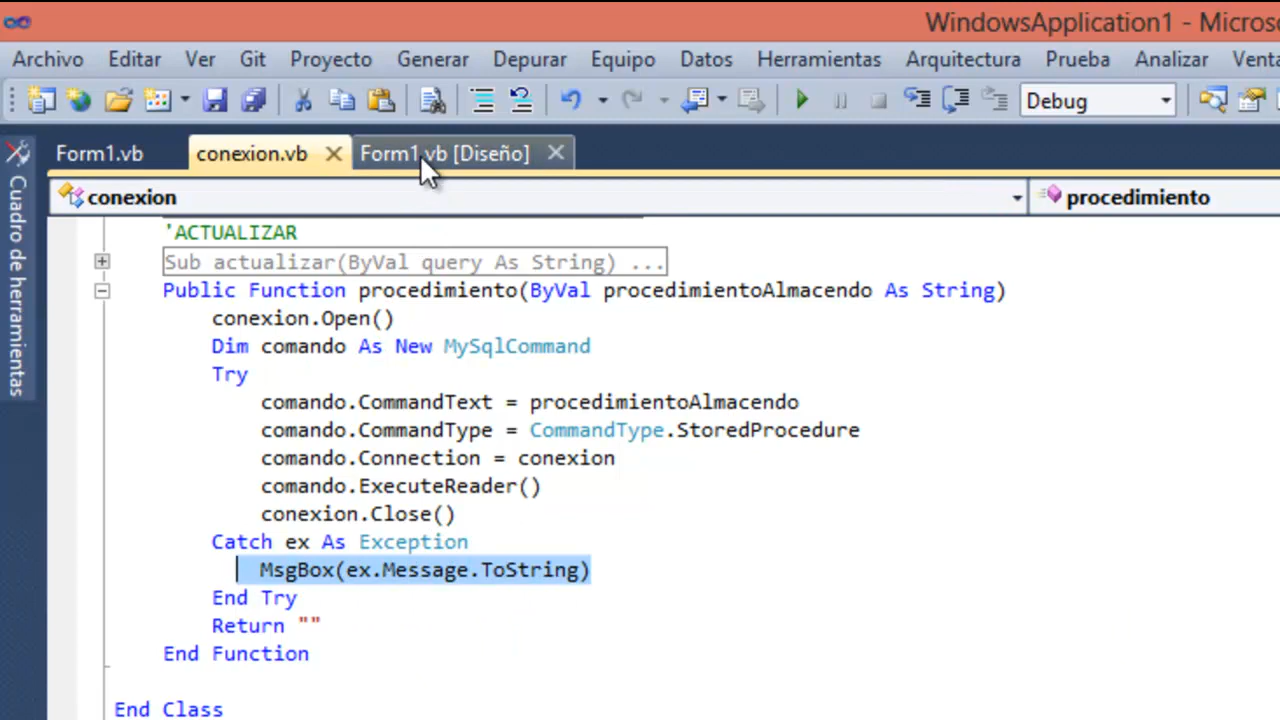 WindowsApplication1 - Microso
Archivo Editar Ver Git Proyecto Generar Depurar Equipo Datos Herramientas Arquitectura Prueba Analizar Venta
Debug
Form1.vb conexion.vb Form1.vb [Diseño]
Cuadro de herramientas
conexion procedimiento
'ACTUALIZAR
Sub actualizar(ByVal query As String) ...
Public Function procedimiento(ByVal procedimientoAlmacendo As String)
conexion.Open()
Dim comando As New MySqlCommand
Try
comando.CommandText = procedimientoAlmacendo
comando.CommandType = CommandType.StoredProcedure
comando.Connection = conexion
comando.ExecuteReader()
conexion.Close()
Catch ex As Exception
MsgBox(ex.Message.ToString)
End Try
Return ""
End Function
End Class